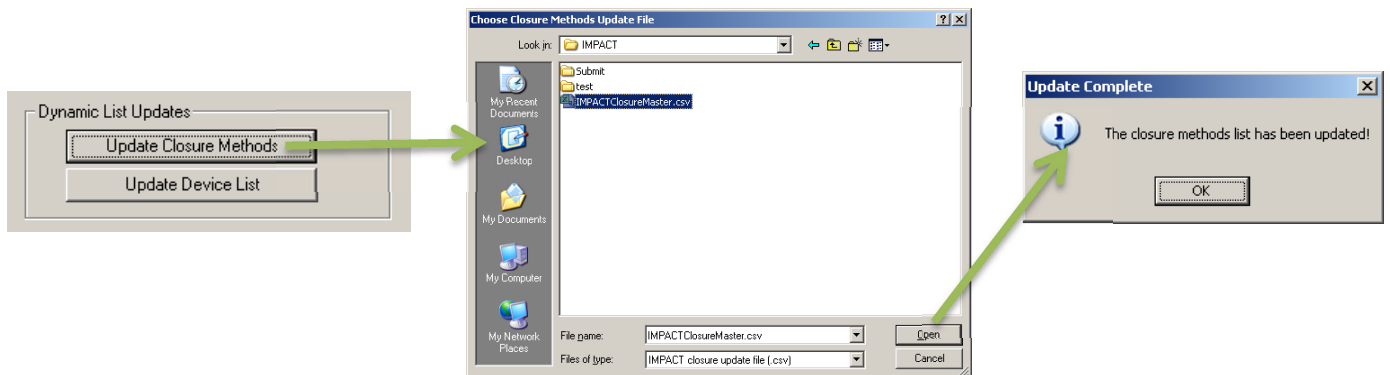 Dynamic List Updates
Update Closure Methods
Update Device List
Choose Closure Methods Update File
Look in:
IMPACT
My Recent
Documents
Desktop
My Documents
My Computer
My Network
Places
Submit
test
IMPACTClosureMaster.csv
File name:
IMPACTClosureMaster.csv
Open
Files of type:
IMPACT closure update file (.csv)
Cancel
Update Complete
The closure methods list has been updated!
OK